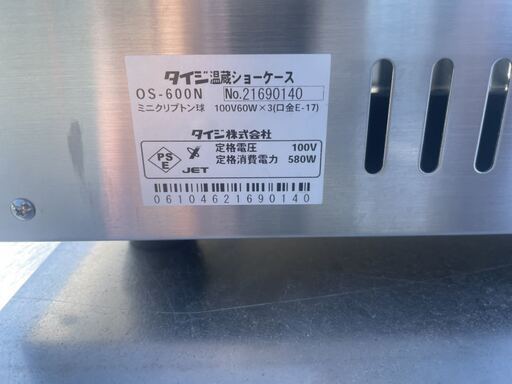 タイジ温蔵ショーケース
OS-600N No.21690140
ミニクリプトン球 100V60W×3(口金E-17)
タイジ株式会社
PS E JET 定格電圧 100V
定格消費電力 580W
06104621690140